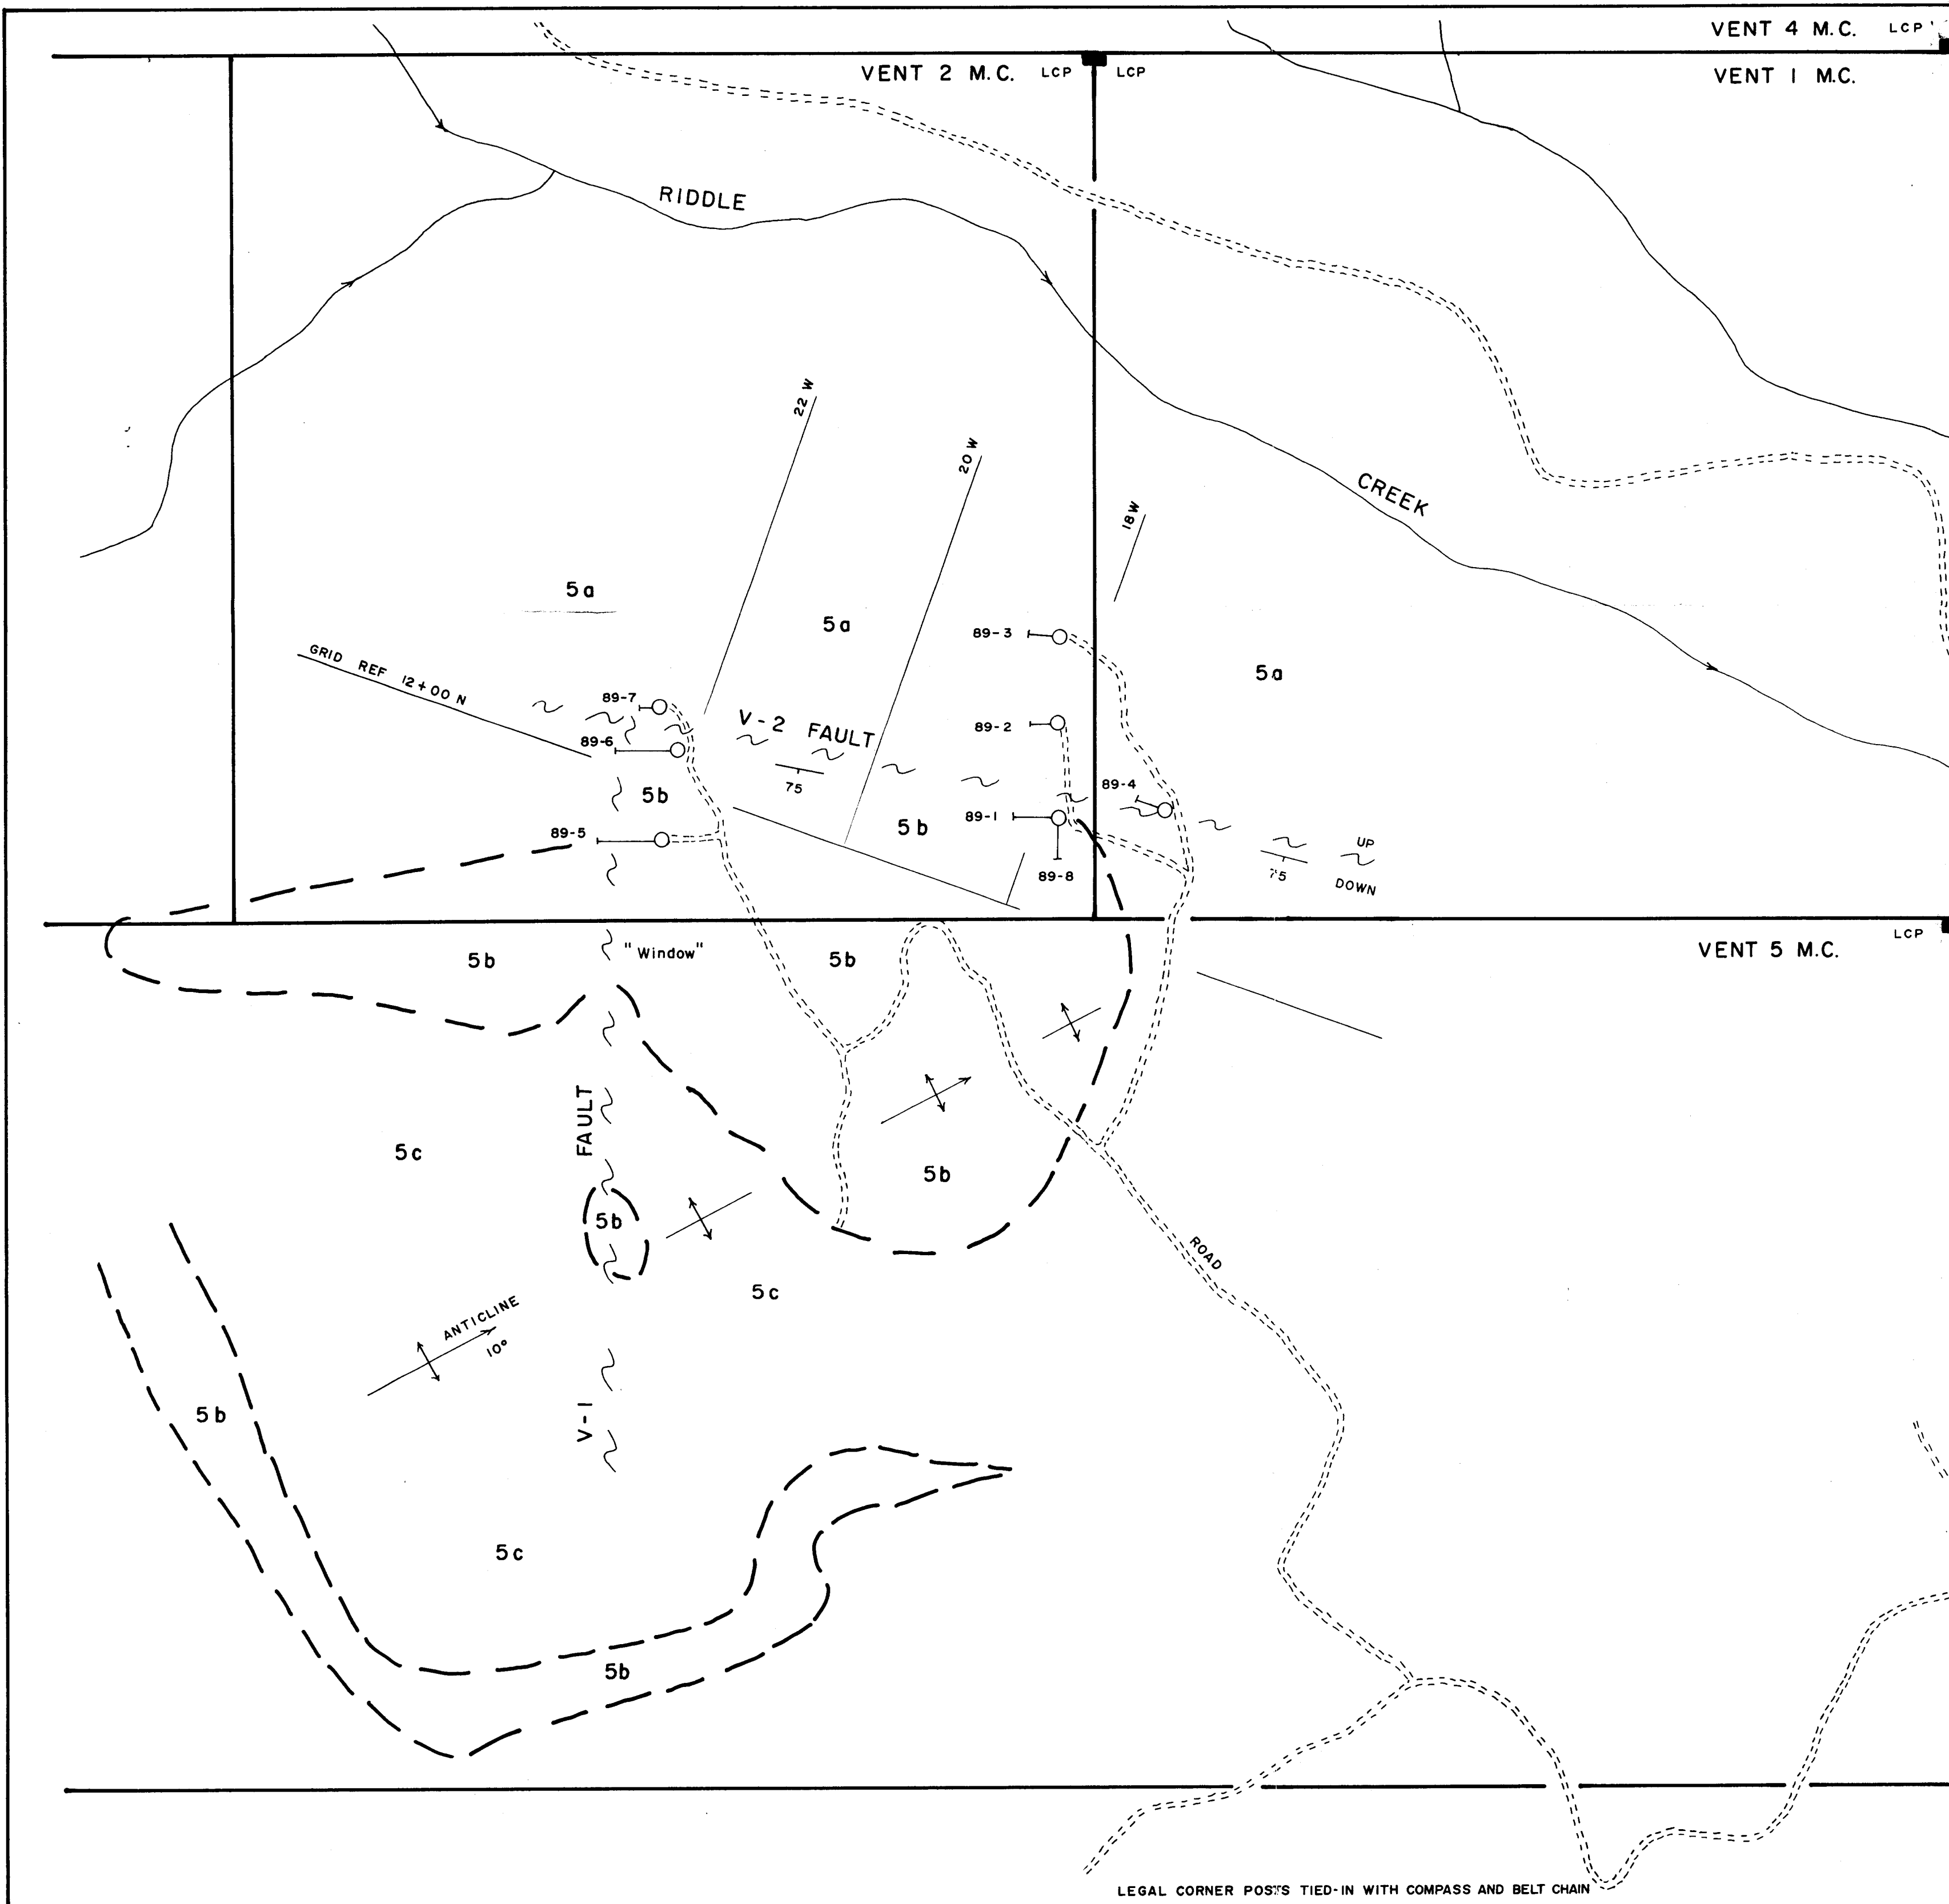 VENT 4 M.C. LCP
VENT 2 M.C. LCP LCP VENT 1 M.C.
RIDDLE
22 W
20 W
CREEK
18W
5a
5a
89-3
GRID REF 12+00 N
5a
89-7
V-2 FAULT
89-2
89-6
75
89-4
5b
5b
89-1
89-5
UP
75
DOWN
89-8
LCP
VENT 5 M.C.
"Window"
5b
5b
FAULT
5c
5b
5b
ROAD
5c
ANTICLINE
10°
V-1
5b
5c
5b
LEGAL CORNER POSTS TIED-IN WITH COMPASS AND BELT CHAIN